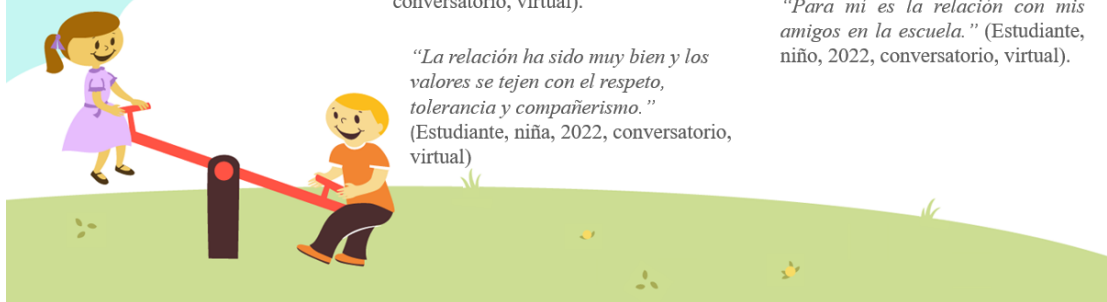 conversatorio, virtual).
“La relación ha sido muy bien y los
valores se tejen con el respeto,
tolerancia y compañerismo.”
(Estudiante, niña, 2022, conversatorio,
virtual)
“Para mí es la relación con mis
amigos en la escuela.” (Estudiante,
niño, 2022, conversatorio, virtual).